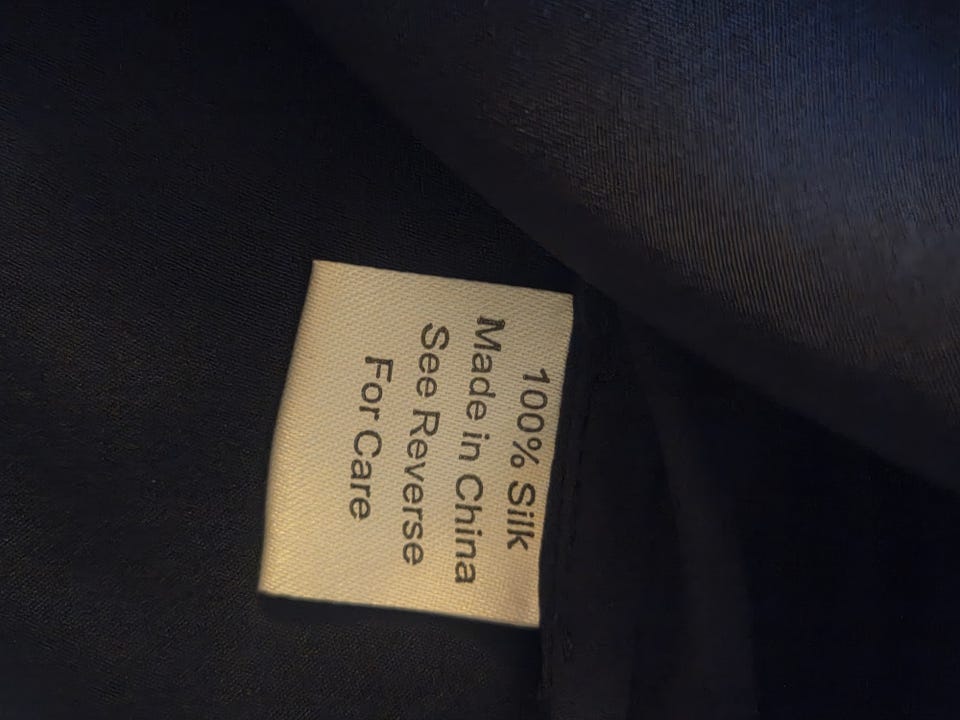 100% Silk
Made in China
See Reverse
For Care